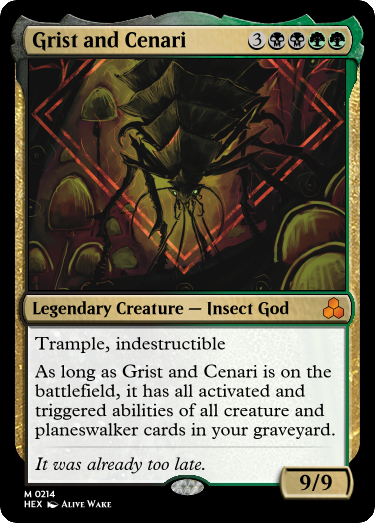 Grist and Cenari 3
Legendary Creature — Insect God
Trample, indestructible
As long as Grist and Cenari is on the
battlefield, it has all activated and
triggered abilities of all creature and
planeswalker cards in your graveyard.
It was already too late.
9/9
M 0214
HEX Alive Wake